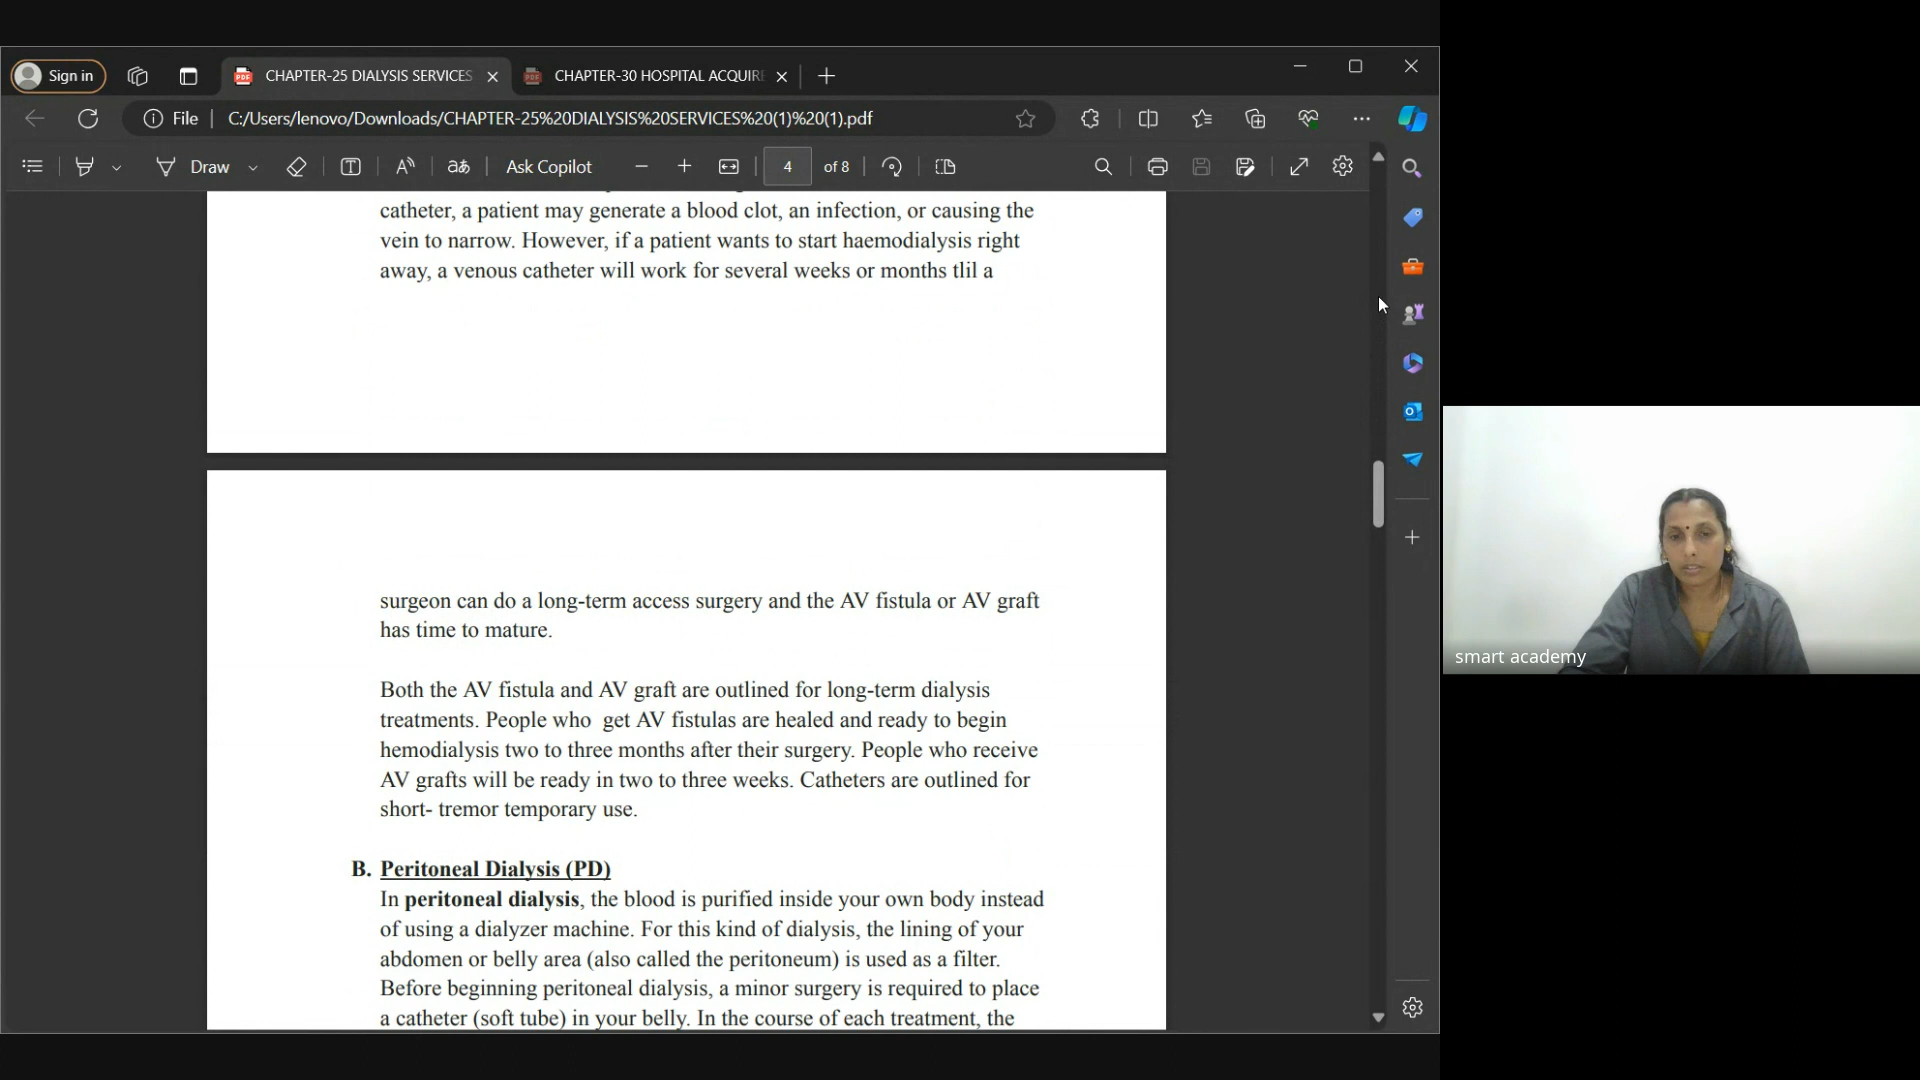 Sign in
CHAPTER-25 DIALYSIS SERVICES
CHAPTER-30 HOSPITAL ACQUIR
File
C:/Users/lenovo/Downloads/CHAPTER-25%20DIALYSIS%20SERVICES%20(1)%20(1).pdf
Draw
Ask Copilot
4
of 8
catheter, a patient may generate a blood clot, an infection, or causing the
vein to narrow. However, if a patient wants to start haemodialysis right
away, a venous catheter will work for several weeks or months tlil a
surgeon can do a long-term access surgery and the AV fistula or AV graft
has time to mature.
Both the AV fistula and AV graft are outlined for long-term dialysis
treatments. People who  get AV fistulas are healed and ready to begin
hemodialysis two to three months after their surgery. People who receive
AV grafts will be ready in two to three weeks. Catheters are outlined for
short- tremor temporary use.
B. Peritoneal Dialysis (PD)
In peritoneal dialysis, the blood is purified inside your own body instead
of using a dialyzer machine. For this kind of dialysis, the lining of your
abdomen or belly area (also called the peritoneum) is used as a filter.
Before beginning peritoneal dialysis, a minor surgery is required to place
a catheter (soft tube) in your belly. In the course of each treatment, the
smart academy